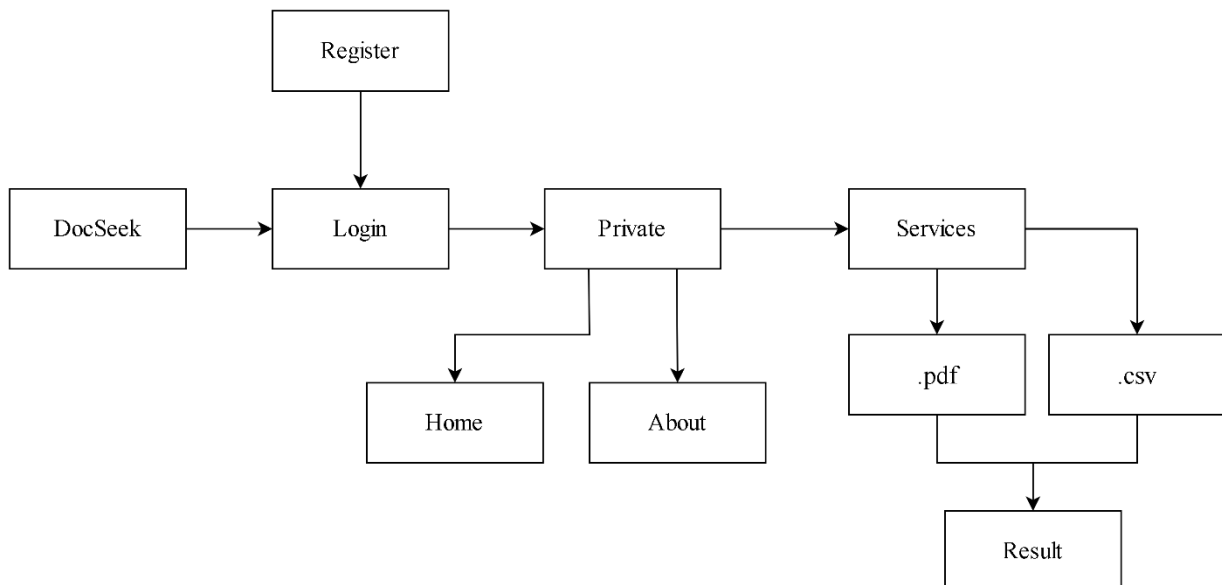 Register
DocSeek
Login
Private
Services
.pdf
.csv
Home
About
Result